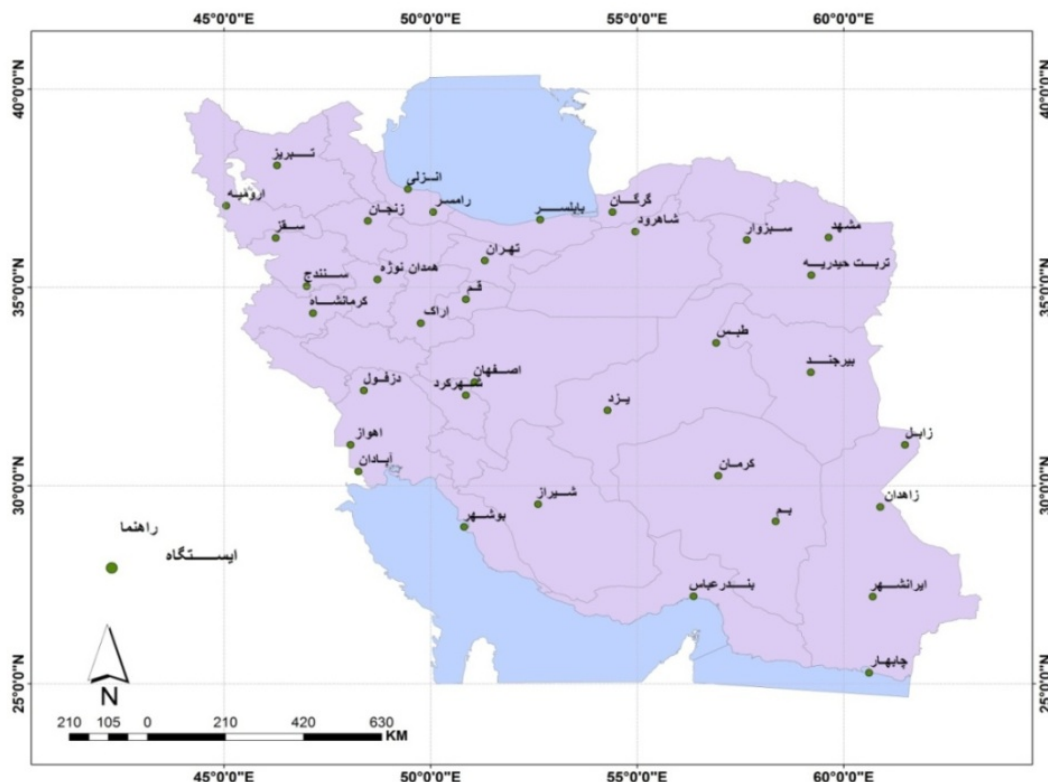 45°0'0"E 50°0'0"E 55°0'0"E 60°0'0"E
40°0'0"N 40°0'0"N
تبریز
انزلی
ارومیه
رامسر
زنجان
بابلسر
گرگان
شاهرود
سقز
سبزوار
مشهد
تهران
همدان نوژه
تربت حیدریه
سنندج
35°0'0"N 35°0'0"N
قم
کرمانشاه
اراک
طبس
اصفهان
بیرجند
دزفول
شهرکرد
یزد
اهواز
زابل
آبادان
کرمان
30°0'0"N 30°0'0"N
شیراز
زاهدان
بوشهر
بم
راهنما
ایستگاه
بندرعباس
ایرانشهر
چابهار
25°0'0"N 25°0'0"N
N
210 105 0 210 420 630
KM
45°0'0"E 50°0'0"E 55°0'0"E 60°0'0"E